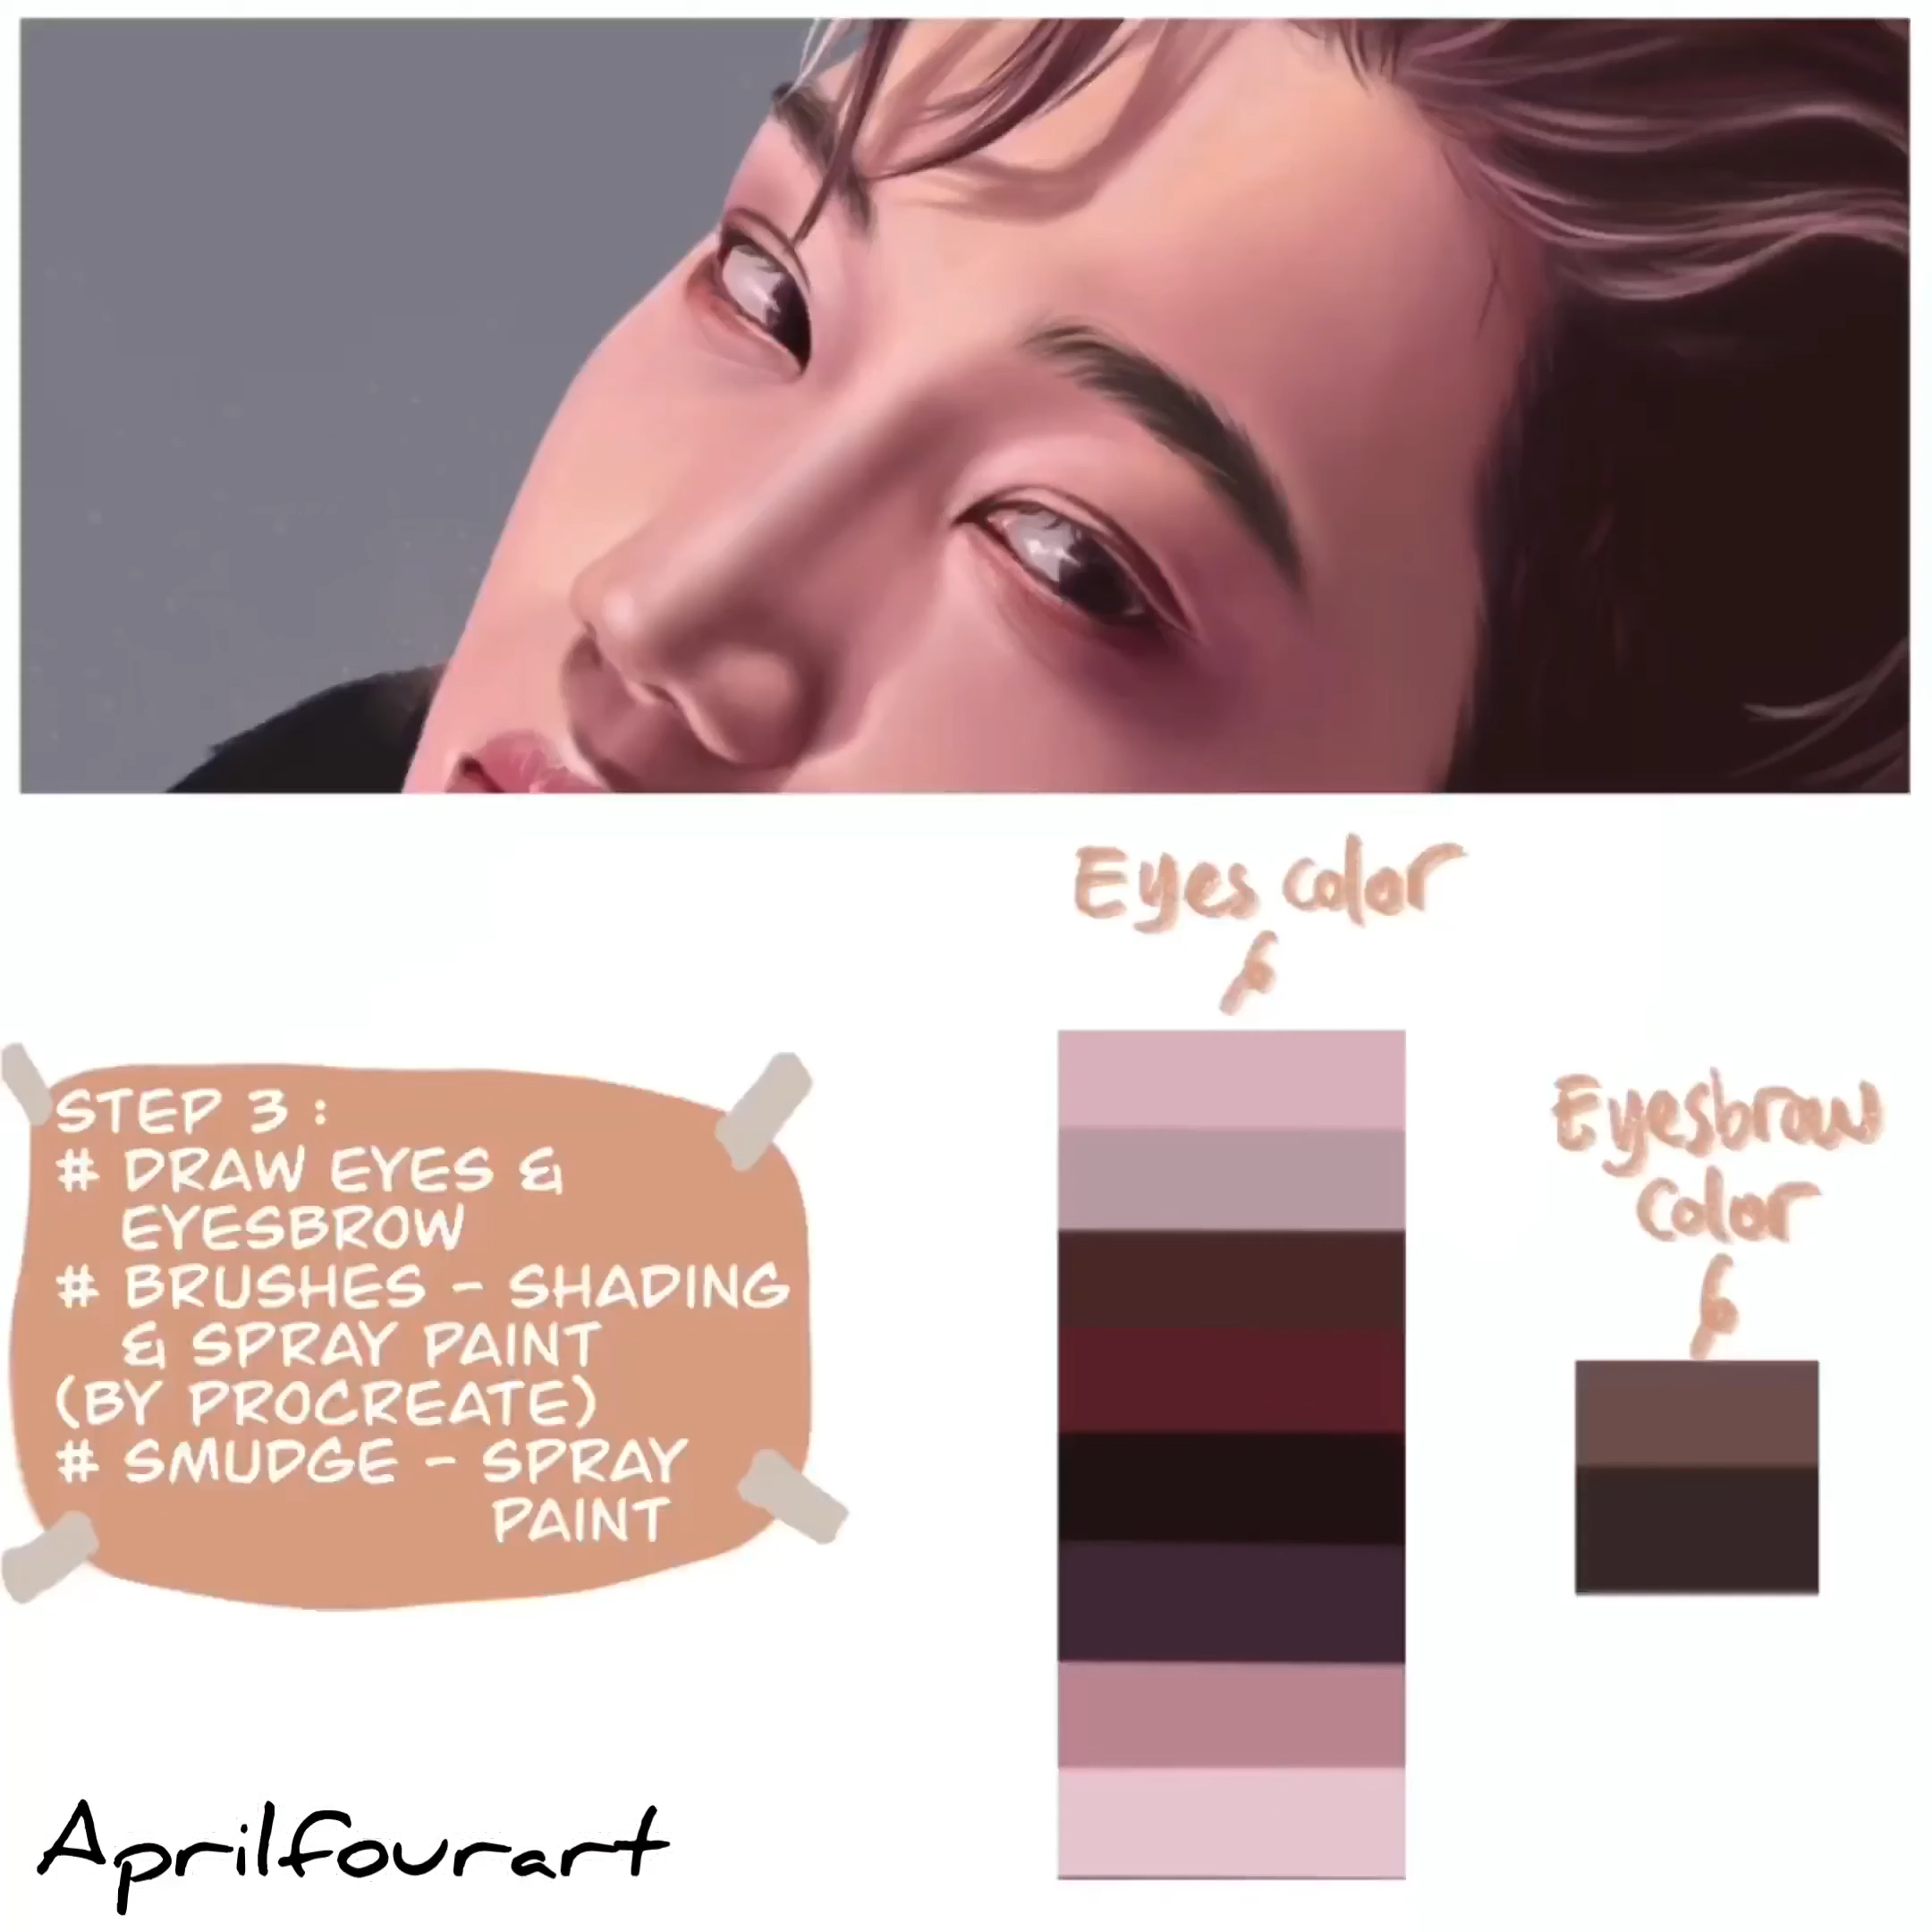 Eyes color
Eyesbrow
color
STEP 3 :
# DRAW EYES &
EYESBROW
# BRUSHES - SHADING
& SPRAY PAINT
(BY PROCREATE)
# SMUDGE - SPRAY
PAINT
Aprilfourart